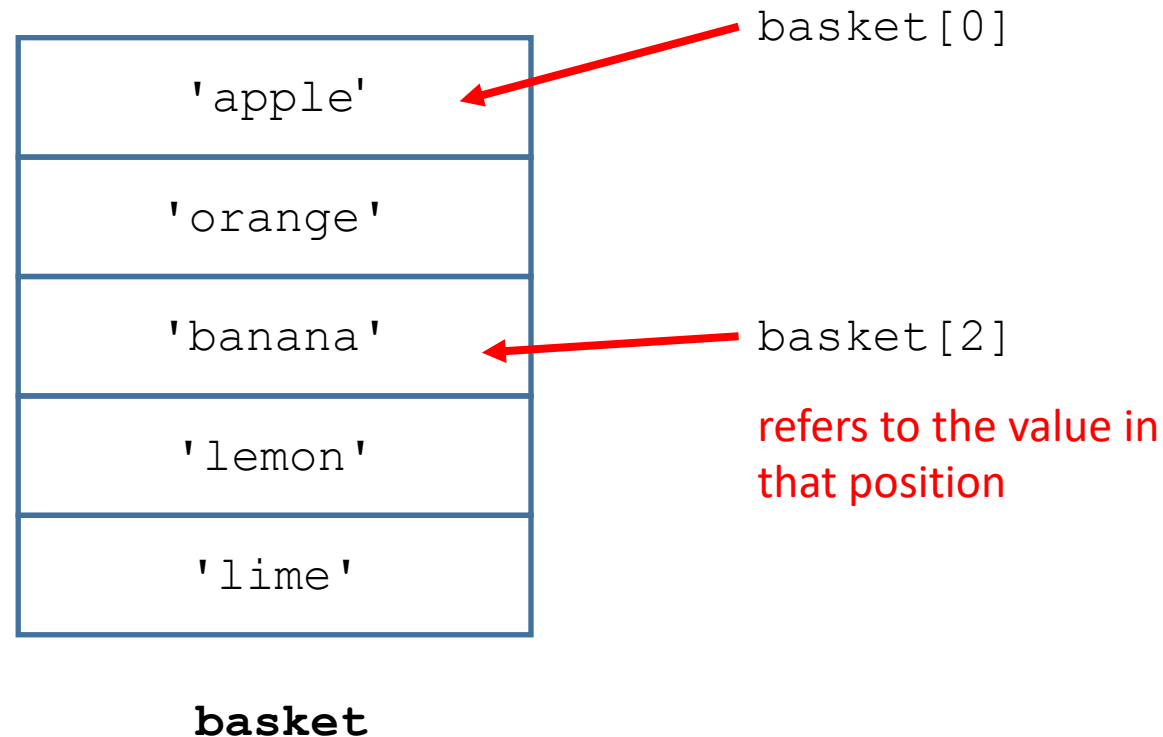 basket[0]
'apple'
'orange'
'banana'
basket[2]
refers to the value in
that position
'lemon'
'lime'
basket